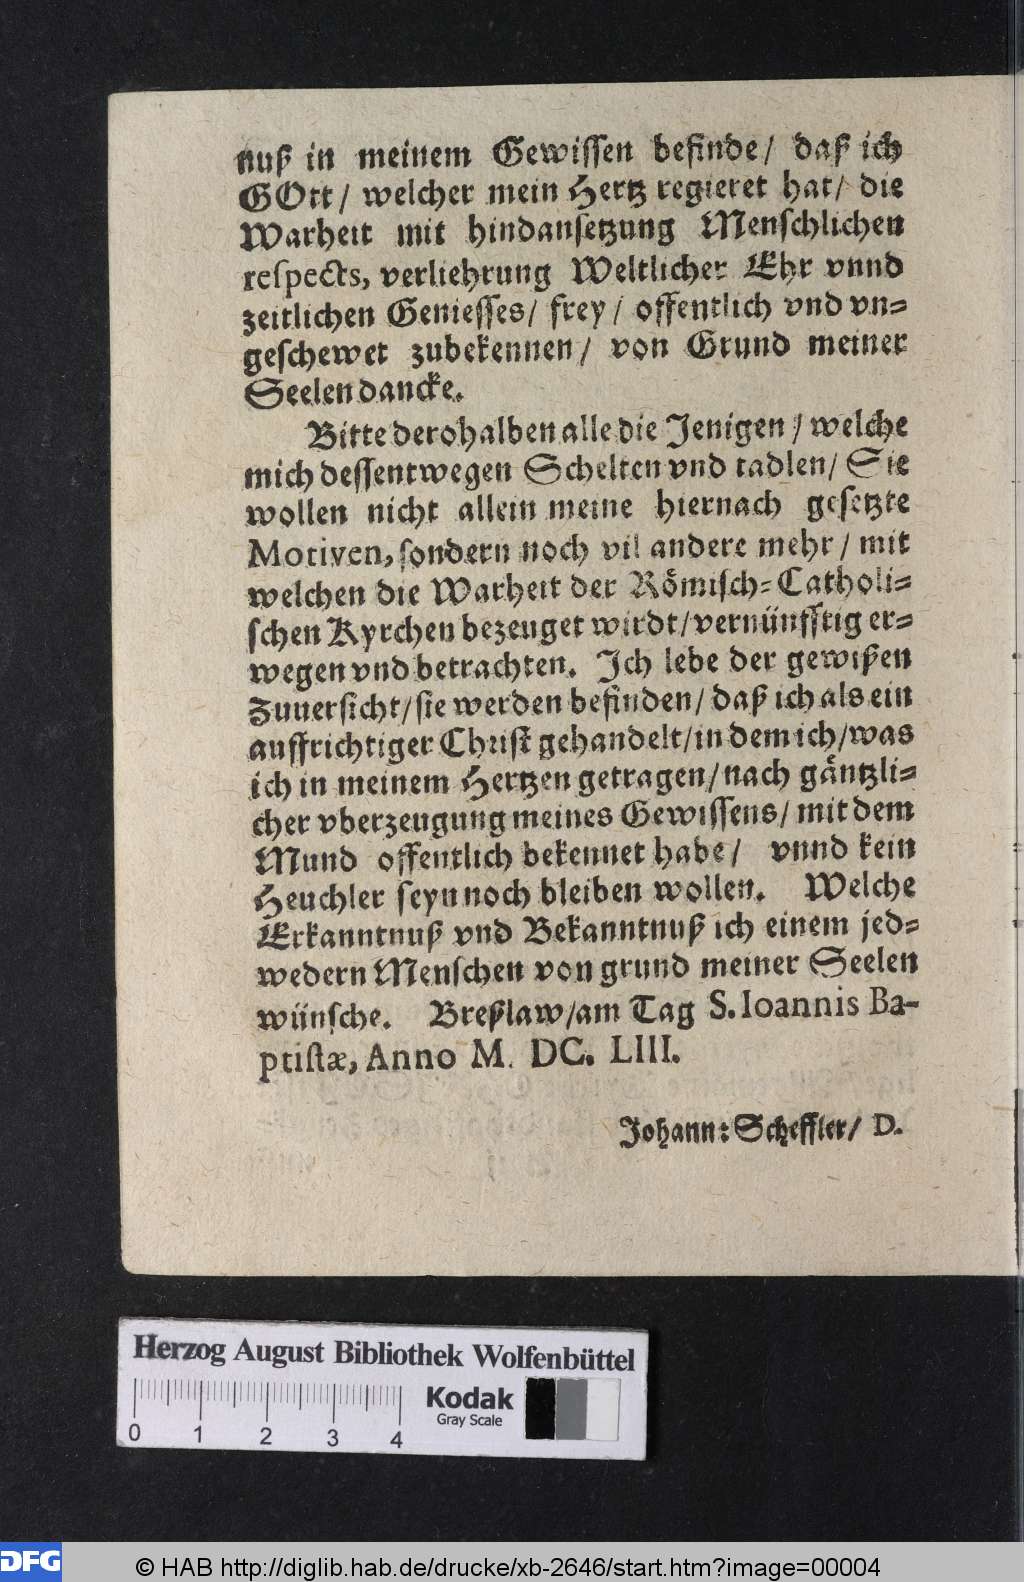 nuß in meinem Gewissen befinde/ daß ich
GOtt/ welcher mein Hertz regieret hat/ die
Warheit mit hindansetzung Menschlichen
respects, verliehrung Weltlicher Ehr vnnd
zeitlichen Geniesses/ frey/ offentlich vnd vn=
geschewet zubekennen/ von Grund meiner
Seelen dancke.
Bitte derohalben alle die Jenigen/ welche
mich dessentwegen Schelten vnd tadlen/ Sie
wollen nicht allein meine hiernach gesetzte
Motiven, sondern noch vil andere mehr/ mit
welchen die Warheit der Römisch=Catholi=
schen Kyrchen bezeuget wirdt/ vernünfftig er=
wegen vnd betrachten. Ich lebe der gewißen
Zuuersicht/ sie werden befinden/ daß ich als ein
auffrichtiger Christ gehandelt/ in dem ich/ was
ich in meinem Hertzen getragen/ nach gäntzli=
cher vberzeugung meines Gewissens/ mit dem
Mund offentlich bekennet habe/ vnnd kein
Heuchler seyn noch bleiben wollen. Welche
Erkanntnuß vnd Bekanntnuß ich einem jed=
wedern Menschen von grund meiner Seelen
wünsche. Breßlaw/ am Tag S. Ioannis Ba-
ptistæ, Anno M. DC. LIII.
Johann: Scheffler/ D.
Herzog August Bibliothek Wolfenbüttel
Kodak
Gray Scale
0 1 2 3 4
DFG
© HAB http://diglib.hab.de/drucke/xb-2646/start.htm?image=00004